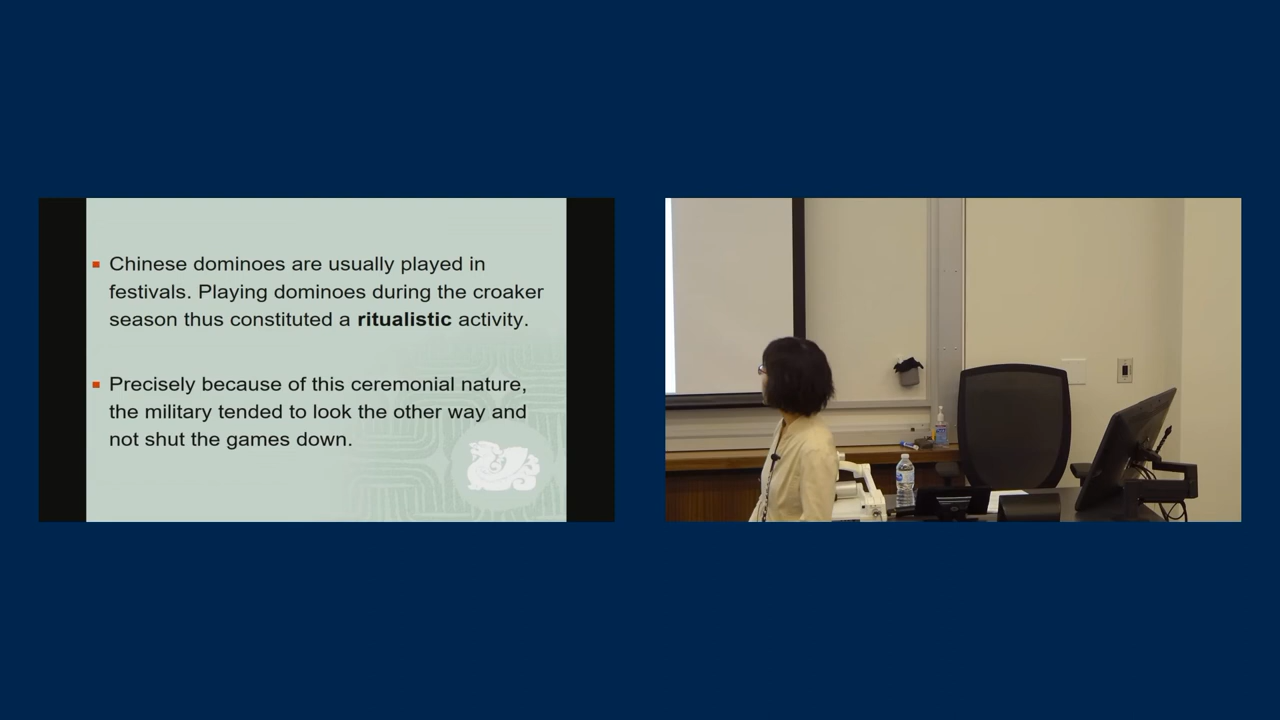 Chinese dominoes are usually played in
festivals. Playing dominoes during the croaker
season thus constituted a ritualistic activity.
Precisely because of this ceremonial nature,
the military tended to look the other way and
not shut the games down.